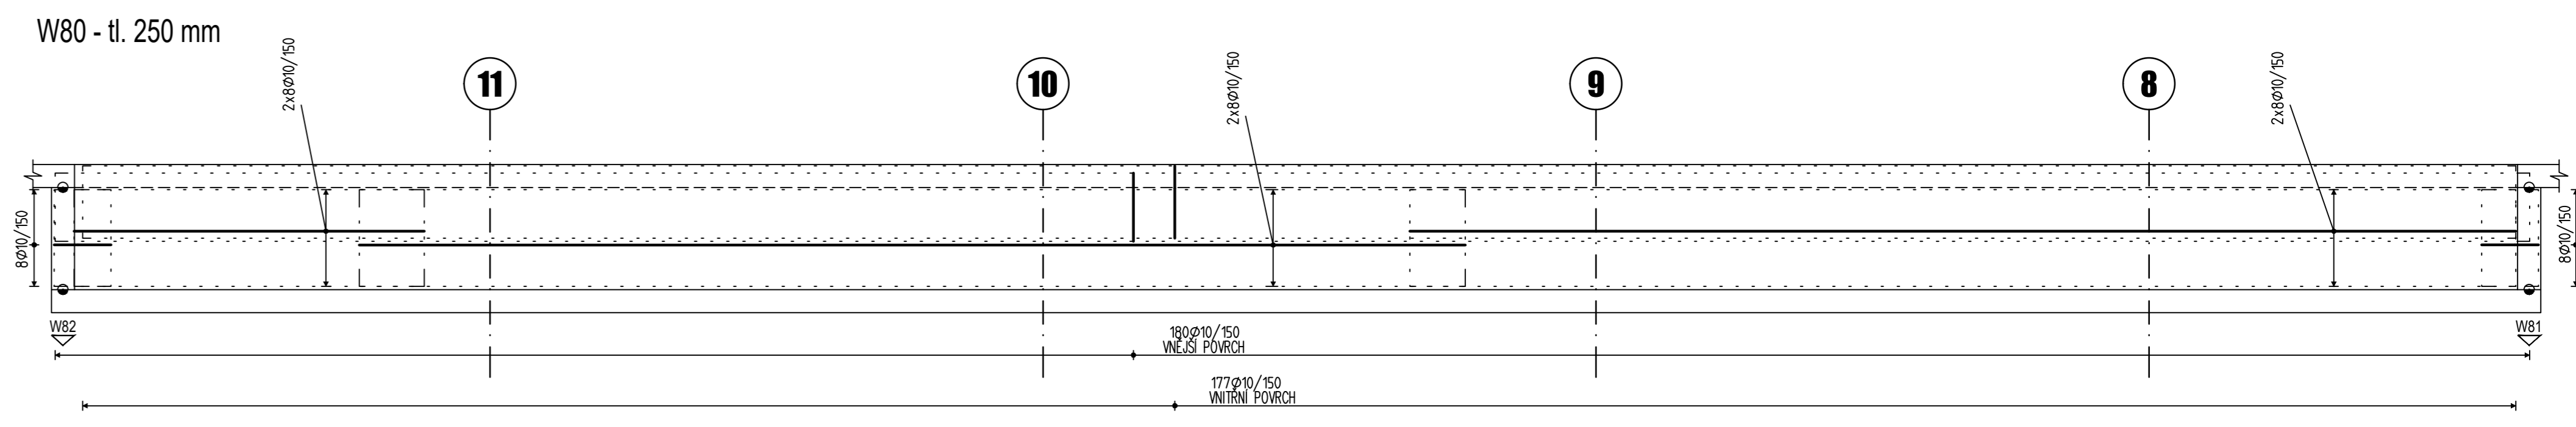 W80 - tl. 250 mm
2x8Ø10/150
11
10
2x8Ø10/150
9
8
2x8Ø10/150
8Ø10/150
8Ø10/150
W82
W81
180Ø10/150
VNĚJŠÍ POVRCH
177Ø10/150
VNITRNÍ POVRCH